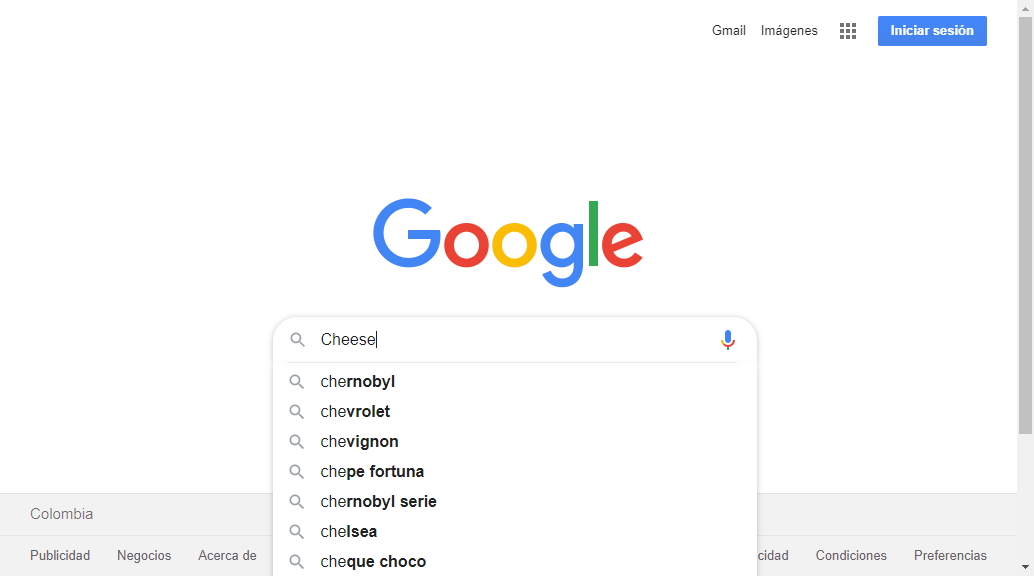 Gmail Imágenes Iniciar sesión
Google
Cheese
chernobyl
chevrolet
chevignon
chepe fortuna
chernobyl serie
chelsea
cheque choco
Colombia
Publicidad Negocios Acerca de cidad Condiciones Preferencias